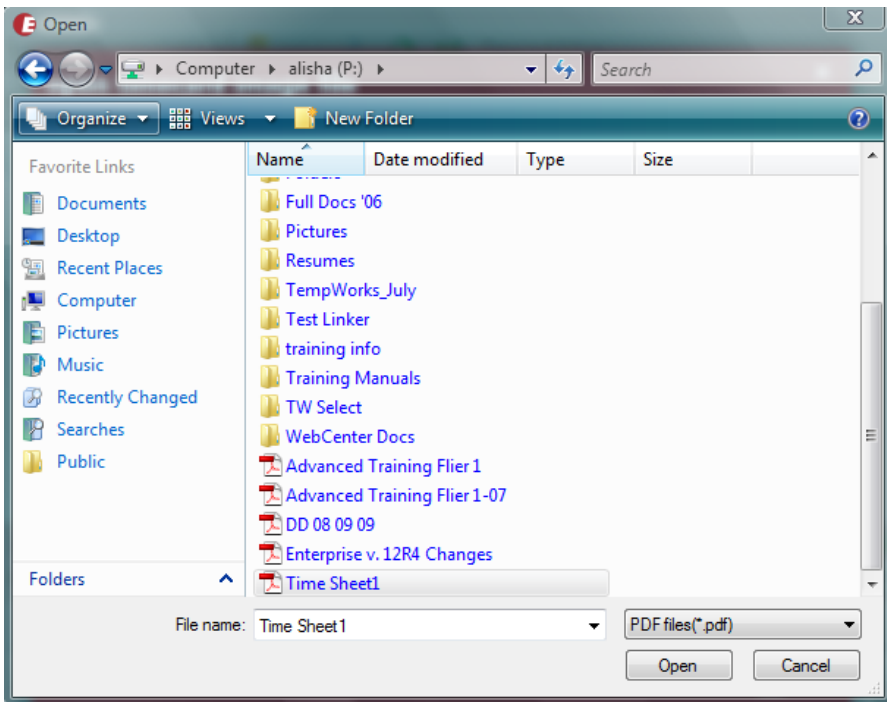 Open
Computer alisha (P:) Search
Organize Views New Folder
Favorite Links
Documents
Desktop
Recent Places
Computer
Pictures
Music
Recently Changed
Searches
Public
Folders
Name Date modified Type Size
Full Docs '06
Pictures
Resumes
TempWorks_July
Test Linker
training info
Training Manuals
TW Select
WebCenter Docs
Advanced Training Flier 1
Advanced Training Flier 1-07
DD 08 09 09
Enterprise v. 12R4 Changes
Time Sheet1
File name: Time Sheet1 PDF files(*.pdf)
Open Cancel